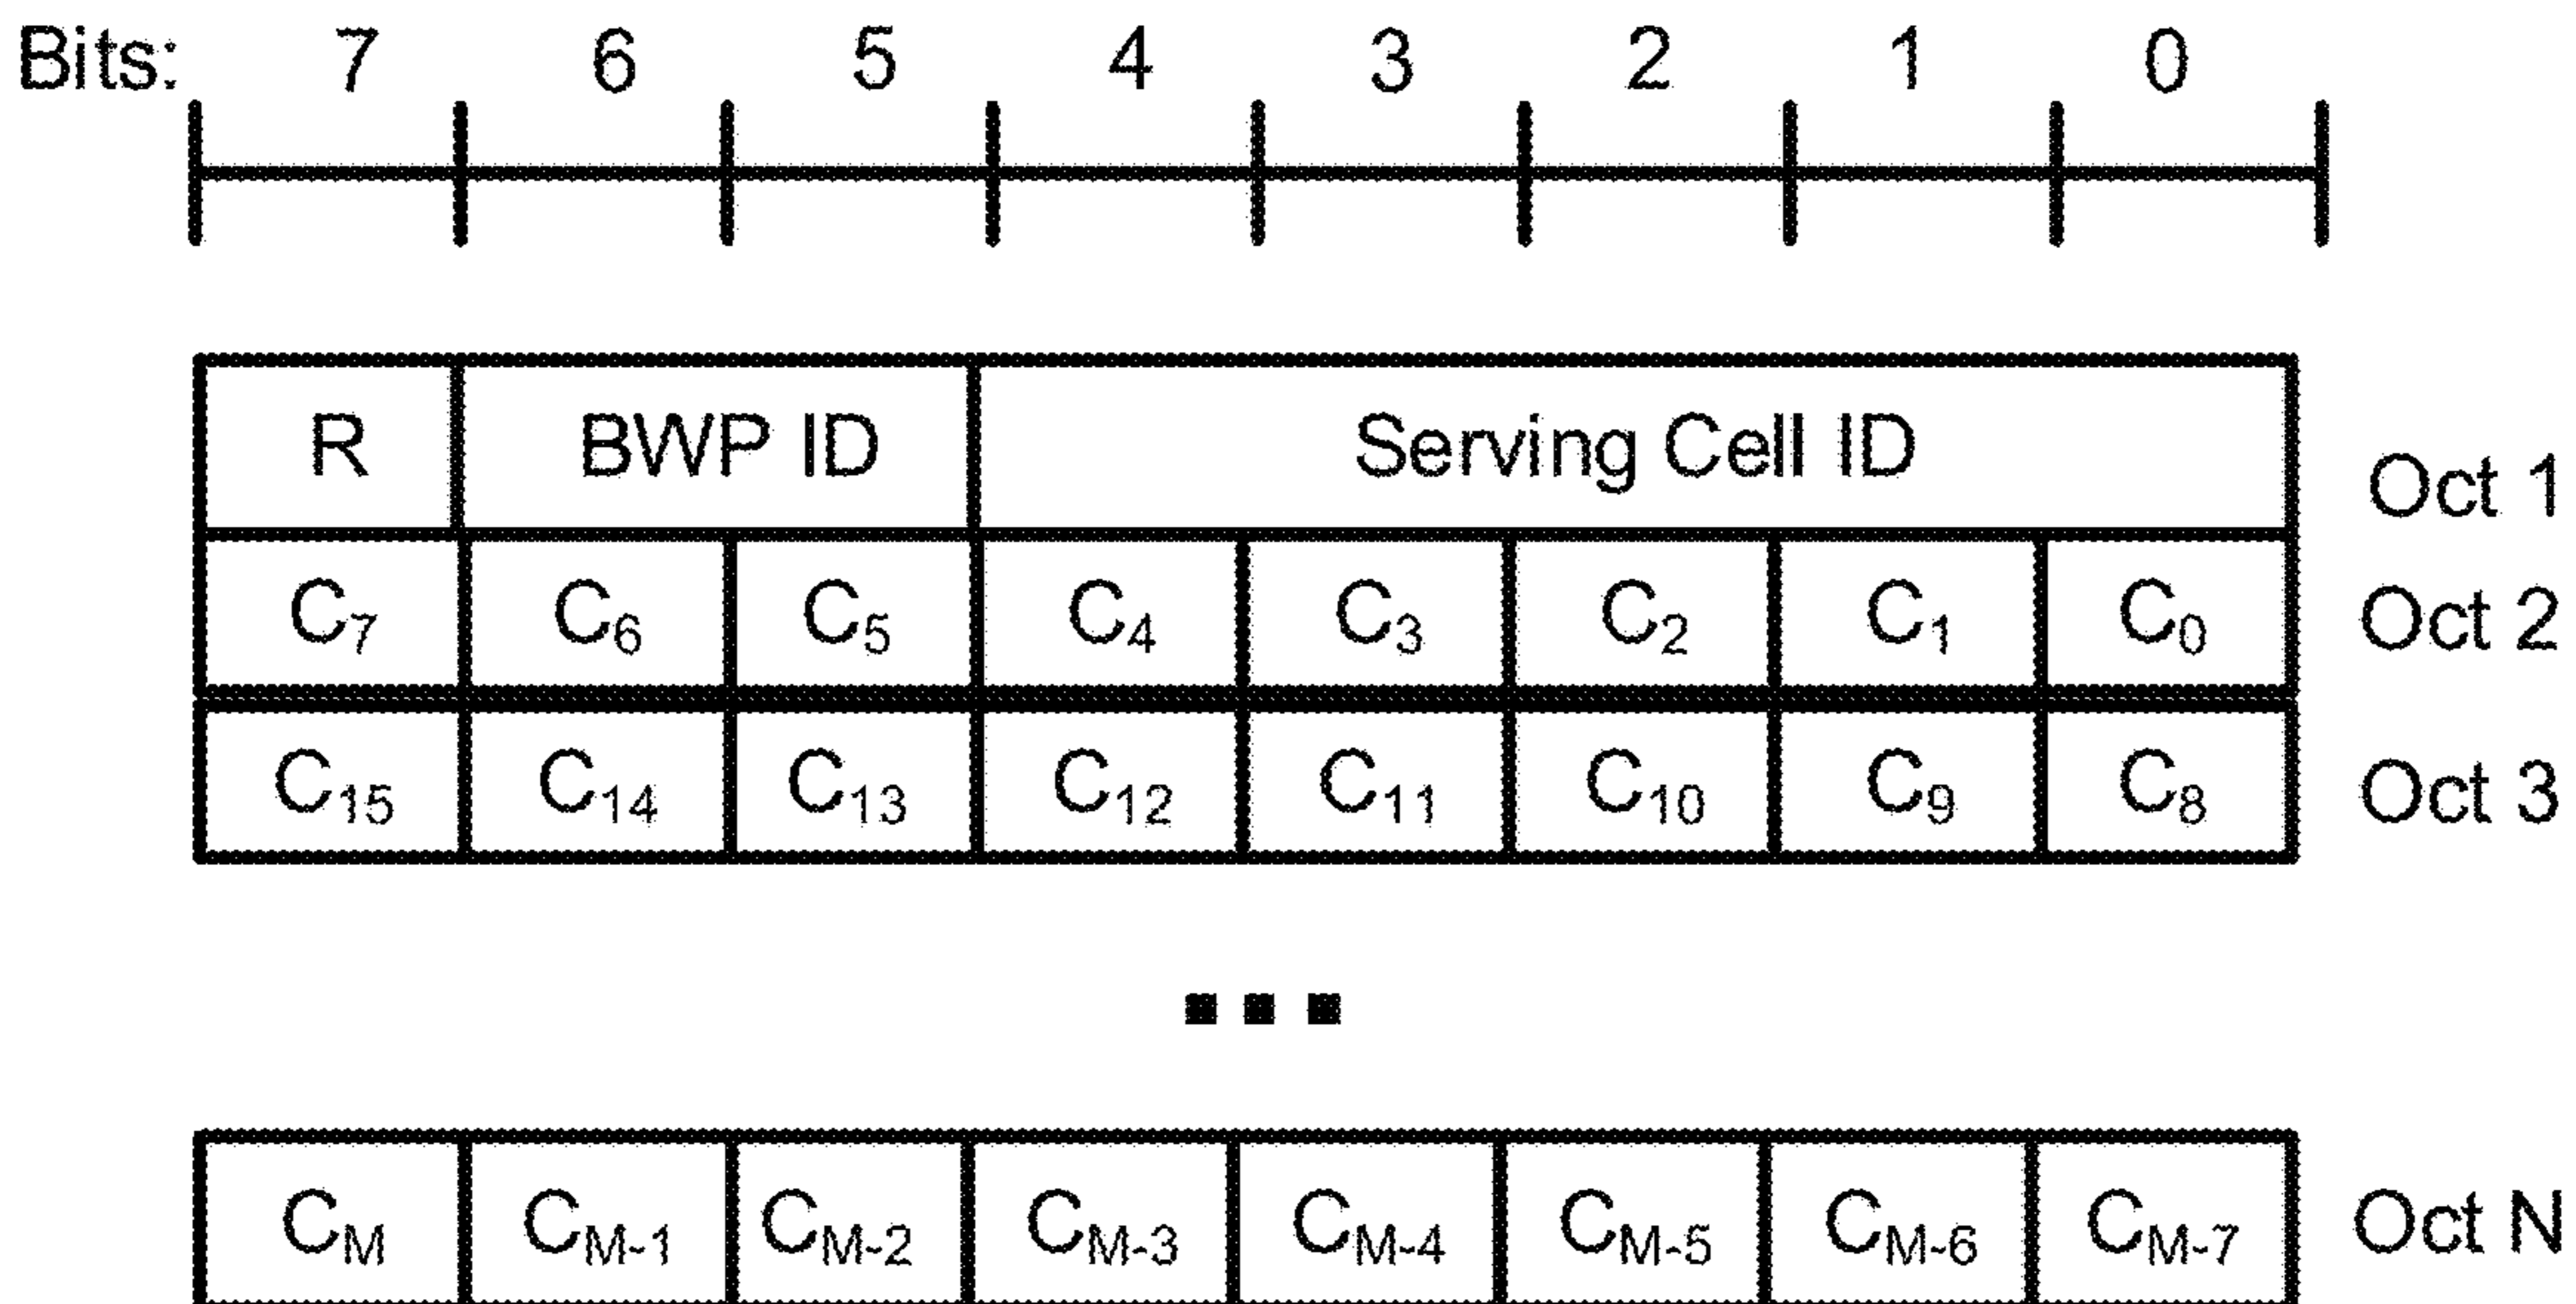 Bits: 7 6 5 4 3 2 1 0
R BWP ID Serving Cell ID Oct 1
C7 C6 C5 C4 C3 C2 C1 C0 Oct 2
C15 C14 C13 C12 C11 C10 C9 C8 Oct 3
...
CM CM-1 CM-2 CM-3 CM-4 CM-5 CM-6 CM-7 Oct N